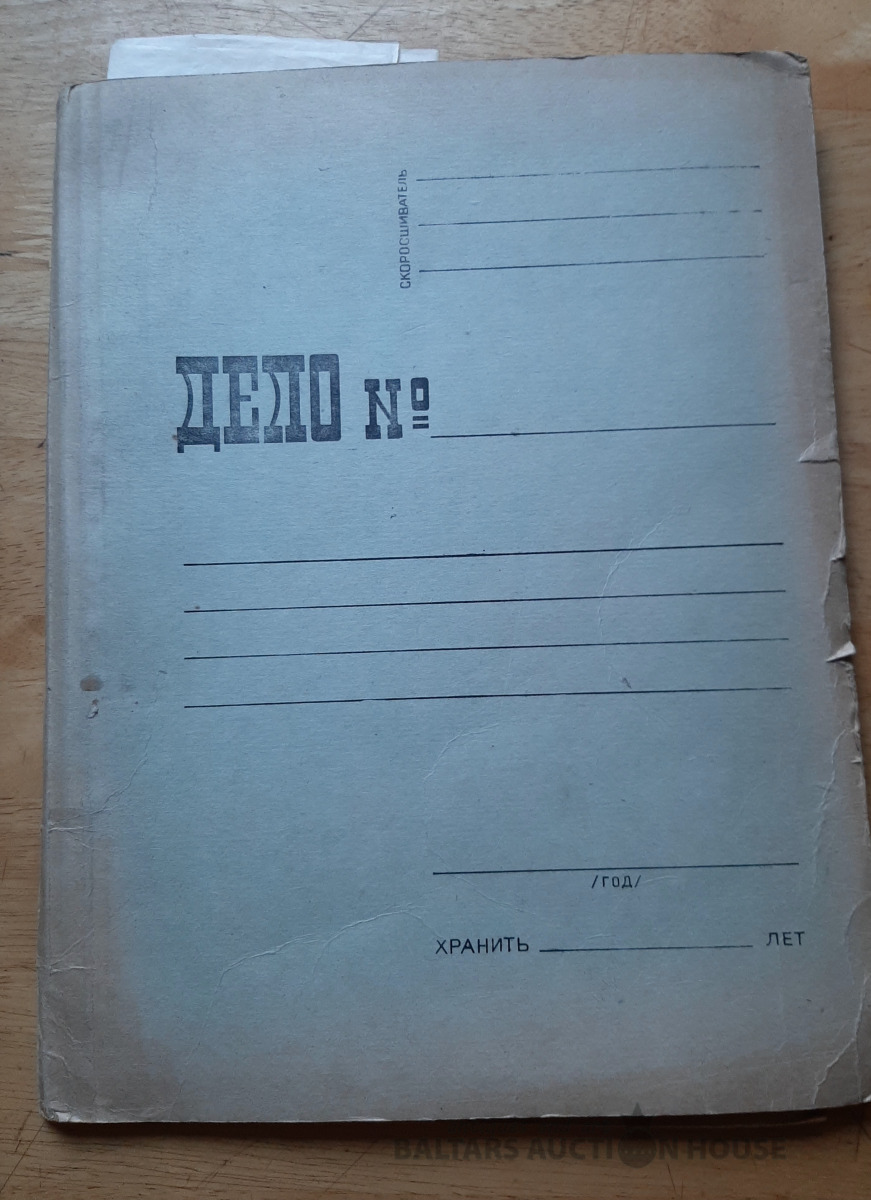 СКОРОСШИВАТЕЛЬ
ДЕЛО №
/ГОД/
ХРАНИТЬ ЛЕТ
BALTARS AUCTION HOUSE